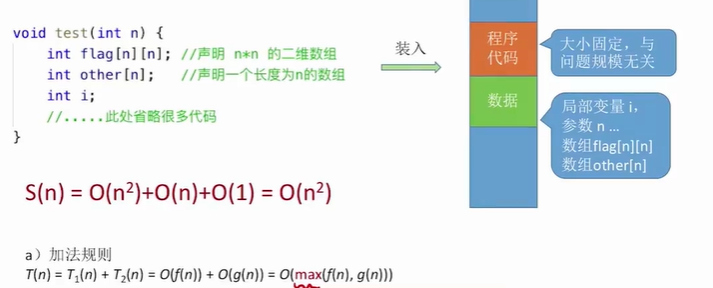 void test(int n) {
int flag[n][n]; //声明 n*n 的二维数组
int other[n]; //声明一个长度为n的数组
int i;
//.....此处省略很多代码
}
装入
程序
代码
数据
大小固定，与
问题规模无关
局部变量 i，
参数 n ...
数组flag[n][n]
数组other[n]
S(n) = O(n²)+O(n)+O(1) = O(n²)
a）加法规则
T(n) = T₁(n) + T₂(n) = O(f(n)) + O(g(n)) = O(max(f(n), g(n)))